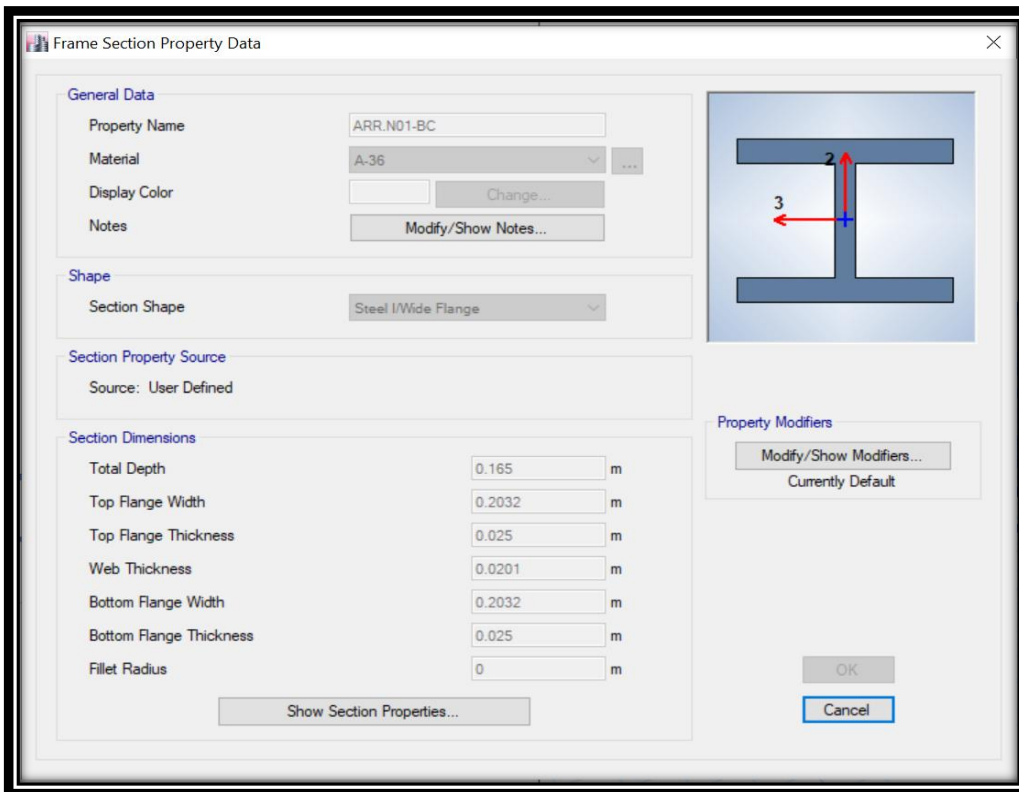 Frame Section Property Data
General Data
Property Name ARR.N01-BC
Material A-36 ...
Display Color Change...
Notes Modify/Show Notes...
2
3
Shape
Section Shape Steel I/Wide Flange
Section Property Source
Source: User Defined
Property Modifiers
Modify/Show Modifiers...
Currently Default
Section Dimensions
Total Depth 0.165 m
Top Flange Width 0.2032 m
Top Flange Thickness 0.025 m
Web Thickness 0.0201 m
Bottom Flange Width 0.2032 m
Bottom Flange Thickness 0.025 m
Fillet Radius 0 m
Show Section Properties...
OK
Cancel